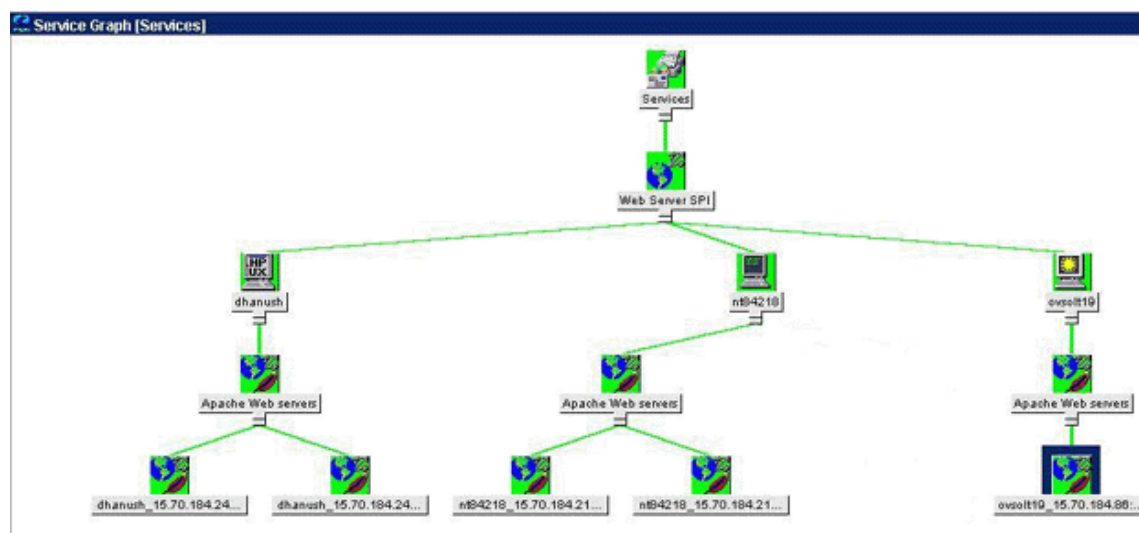 Service Graph [Services]
Services
Web Server SPI
HP
UX
dhanush
nt84218
ovsolt19
Apache Web servers
Apache Web servers
Apache Web servers
dhanush_15.70.184.24...
dhanush_15.70.184.24...
nt84218_15.70.184.21...
nt84218_15.70.184.21...
ovsolt19_15.70.184.86:...